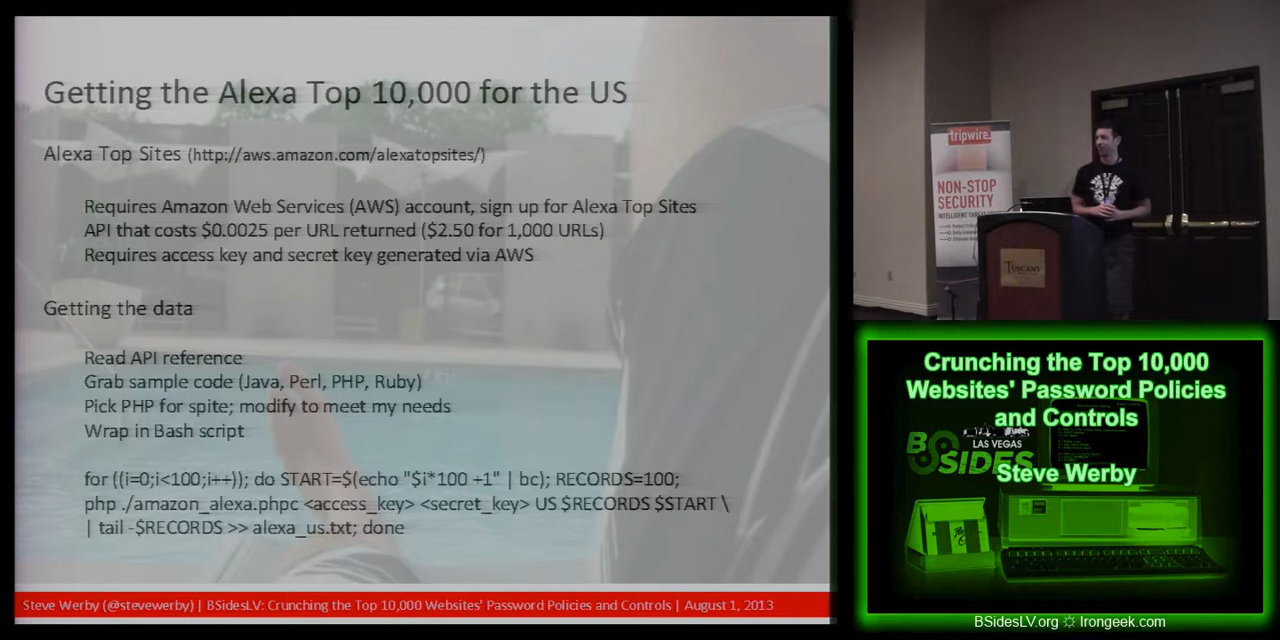 Getting the Alexa Top 10,000 for the US
Alexa Top Sites (http://aws.amazon.com/alexatopsites/)
Requires Amazon Web Services (AWS) account, sign up for Alexa Top Sites
API that costs $0.0025 per URL returned ($2.50 for 1,000 URLs)
Requires access key and secret key generated via AWS
Getting the data
Read API reference
Grab sample code (Java, Perl, PHP, Ruby)
Pick PHP for spite; modify to meet my needs
Wrap in Bash script
for ((i=0;i<100;i++)); do START=$(echo "$i*100 +1" | bc); RECORDS=100;
php ./amazon_alexa.phpc <access_key> <secret_key> US $RECORDS $START \
| tail -$RECORDS >> alexa_us.txt; done
Steve Werby (@stevewerby) | BSidesLV: Crunching the Top 10,000 Websites' Password Policies and Controls | August 1, 2013
tripwire
NON-STOP
SECURITY
TUSCANY
Crunching the Top 10,000
Websites' Password Policies
and Controls
LAS VEGAS
BSIDES
Steve Werby
BSidesLV.org ☼ Irongeek.com